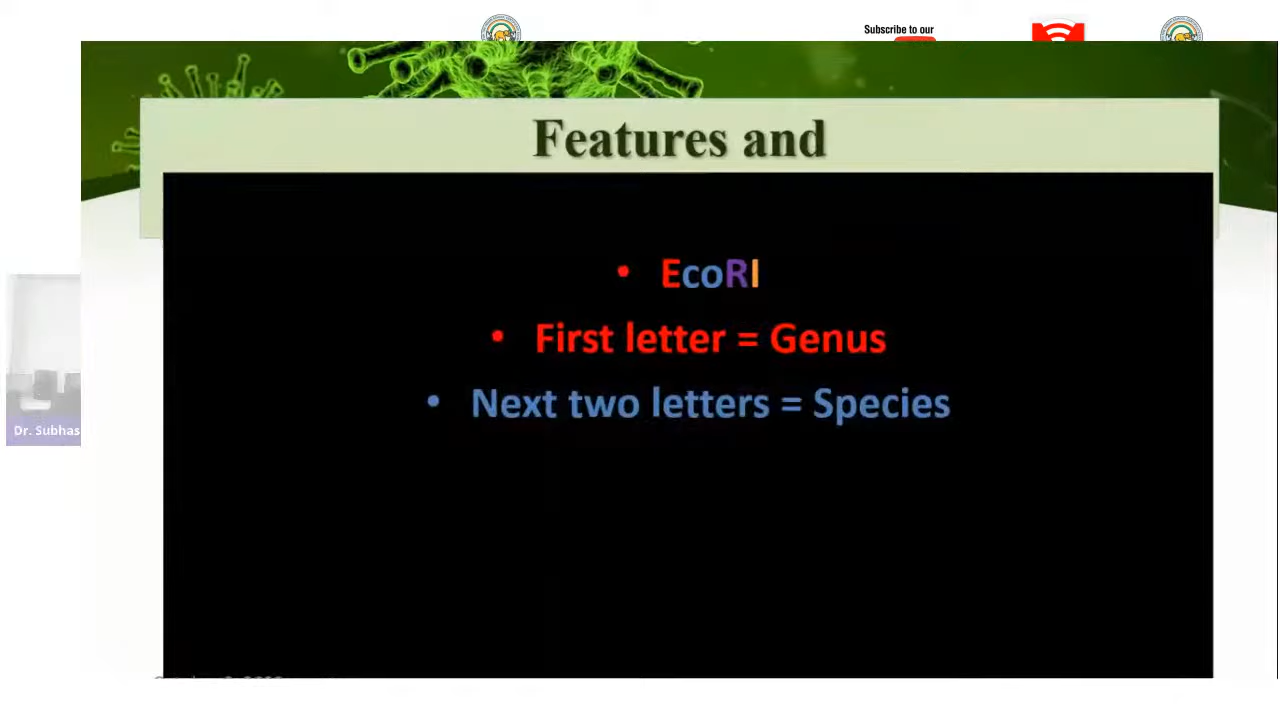 Subscribe to our
Features and
• EcoRI
• First letter = Genus
• Next two letters = Species
Dr. Subhas